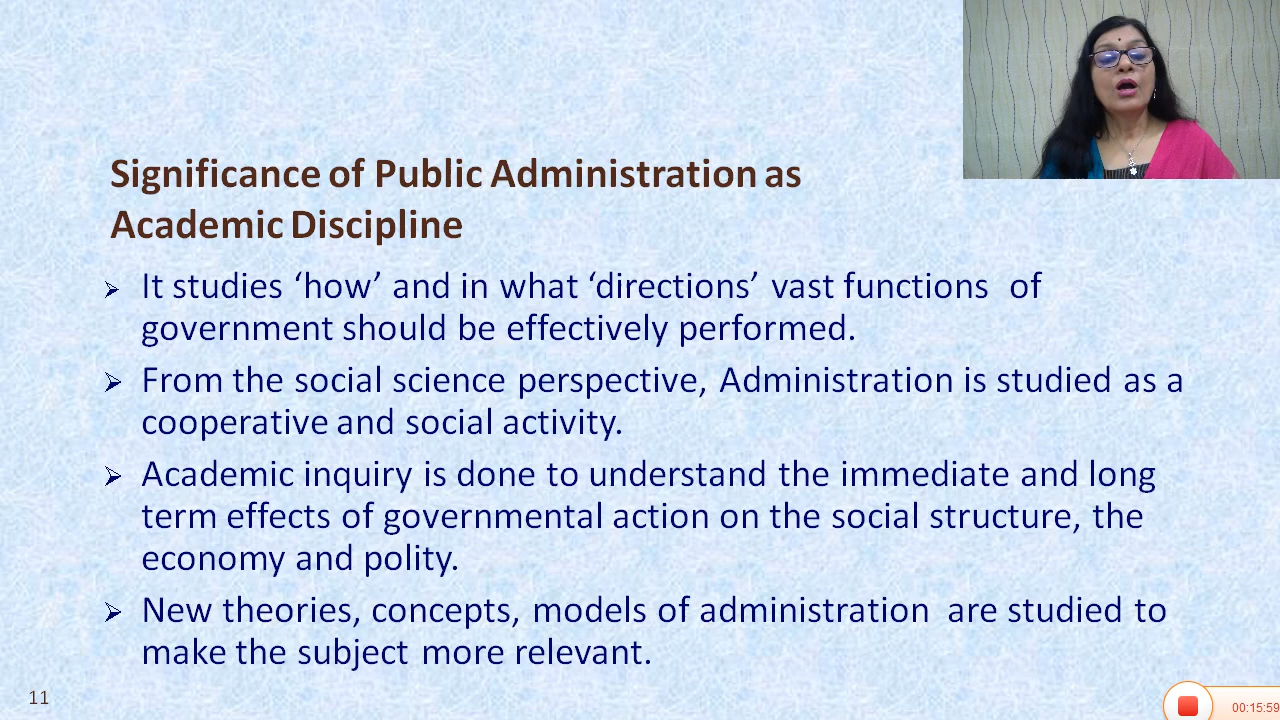 Significance of Public Administration as
Academic Discipline
It studies ‘how’ and in what ‘directions’ vast functions of
government should be effectively performed.
From the social science perspective, Administration is studied as a
cooperative and social activity.
Academic inquiry is done to understand the immediate and long
term effects of governmental action on the social structure, the
economy and polity.
New theories, concepts, models of administration are studied to
make the subject more relevant.
11
00:15:59